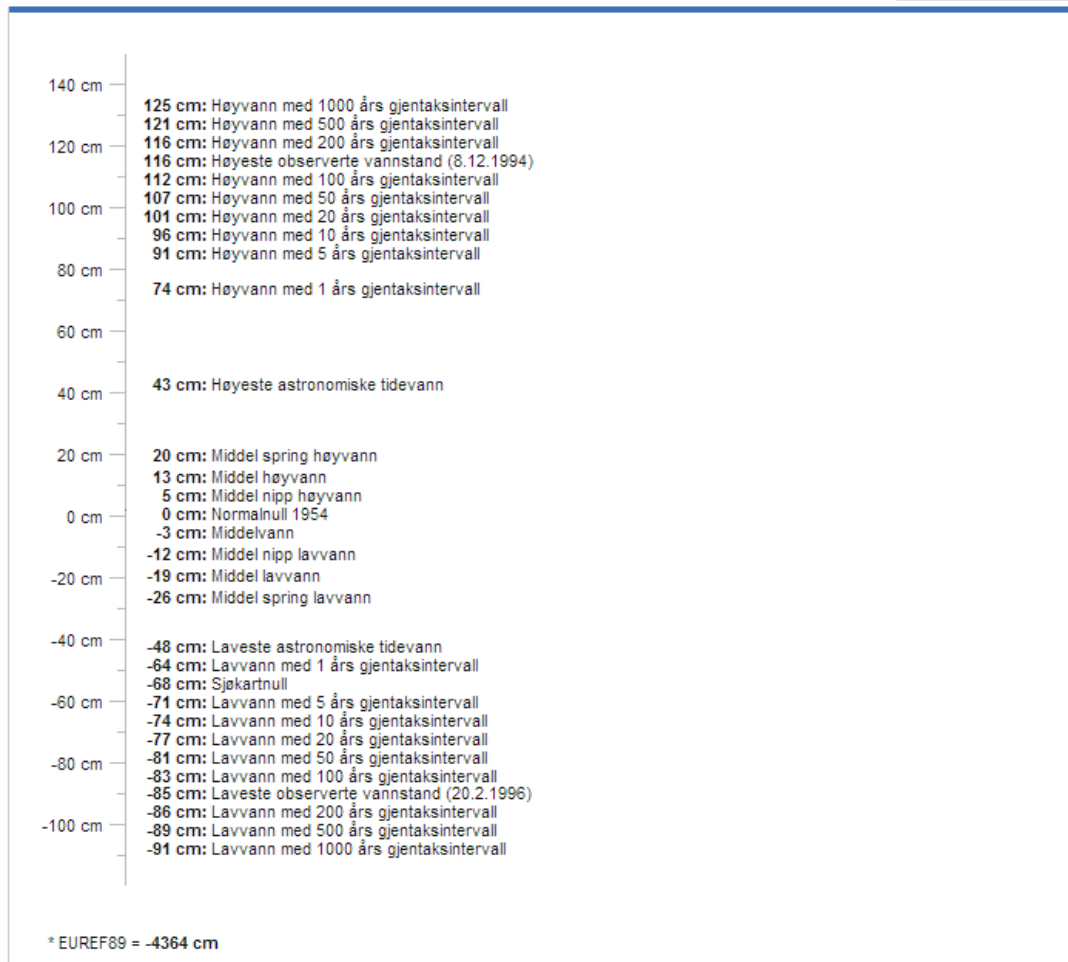 140 cm
125 cm: Høyvann med 1000 års gjentaksintervall
121 cm: Høyvann med 500 års gjentaksintervall
120 cm
116 cm: Høyvann med 200 års gjentaksintervall
116 cm: Høyeste observerte vannstand (8.12.1994)
112 cm: Høyvann med 100 års gjentaksintervall
107 cm: Høyvann med 50 års gjentaksintervall
100 cm
101 cm: Høyvann med 20 års gjentaksintervall
96 cm: Høyvann med 10 års gjentaksintervall
91 cm: Høyvann med 5 års gjentaksintervall
80 cm
74 cm: Høyvann med 1 års gjentaksintervall
60 cm
43 cm: Høyeste astronomiske tidevann
40 cm
20 cm
20 cm: Middel spring høyvann
13 cm: Middel høyvann
5 cm: Middel nipp høyvann
0 cm
0 cm: Normalnull 1954
-3 cm: Middelvann
-12 cm: Middel nipp lavvann
-20 cm
-19 cm: Middel lavvann
-26 cm: Middel spring lavvann
-40 cm
-48 cm: Laveste astronomiske tidevann
-64 cm: Lavvann med 1 års gjentaksintervall
-68 cm: Sjøkartnull
-60 cm
-71 cm: Lavvann med 5 års gjentaksintervall
-74 cm: Lavvann med 10 års gjentaksintervall
-77 cm: Lavvann med 20 års gjentaksintervall
-80 cm
-81 cm: Lavvann med 50 års gjentaksintervall
-83 cm: Lavvann med 100 års gjentaksintervall
-85 cm: Laveste observerte vannstand (20.2.1996)
-86 cm: Lavvann med 200 års gjentaksintervall
-100 cm
-89 cm: Lavvann med 500 års gjentaksintervall
-91 cm: Lavvann med 1000 års gjentaksintervall
* EUREF89 = -4364 cm